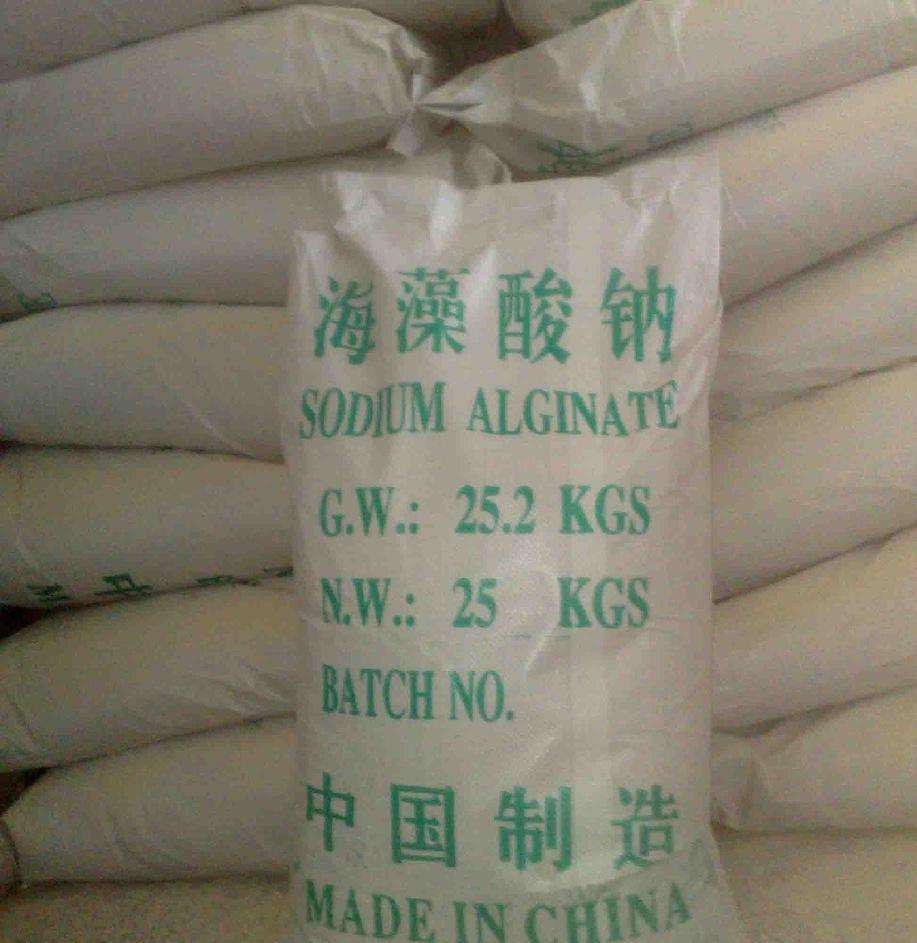 海藻酸钠
SODIUM ALGINATE
G.W.: 25.2 KGS
N.W.: 25 KGS
BATCH NO.
中国制造
MADE IN CHINA